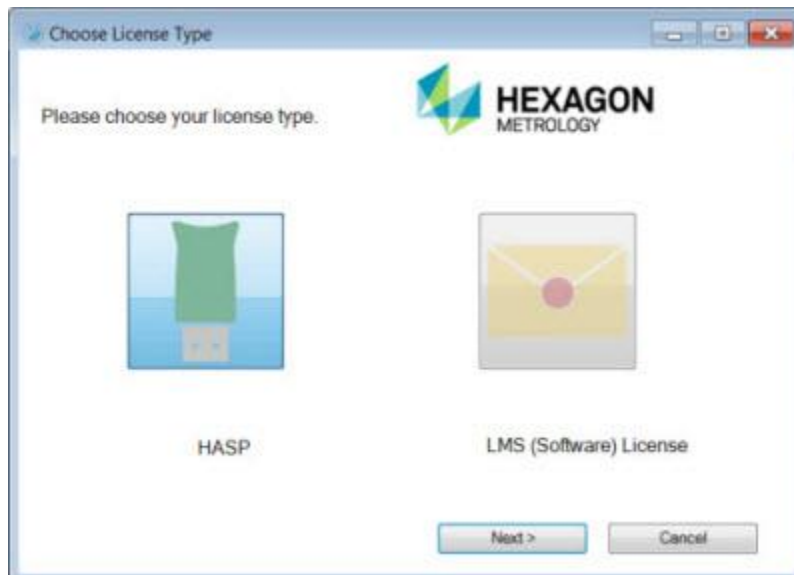 Choose License Type
Please choose your license type.
HEXAGON
METROLOGY
HASP
LMS (Software) License
Next >
Cancel